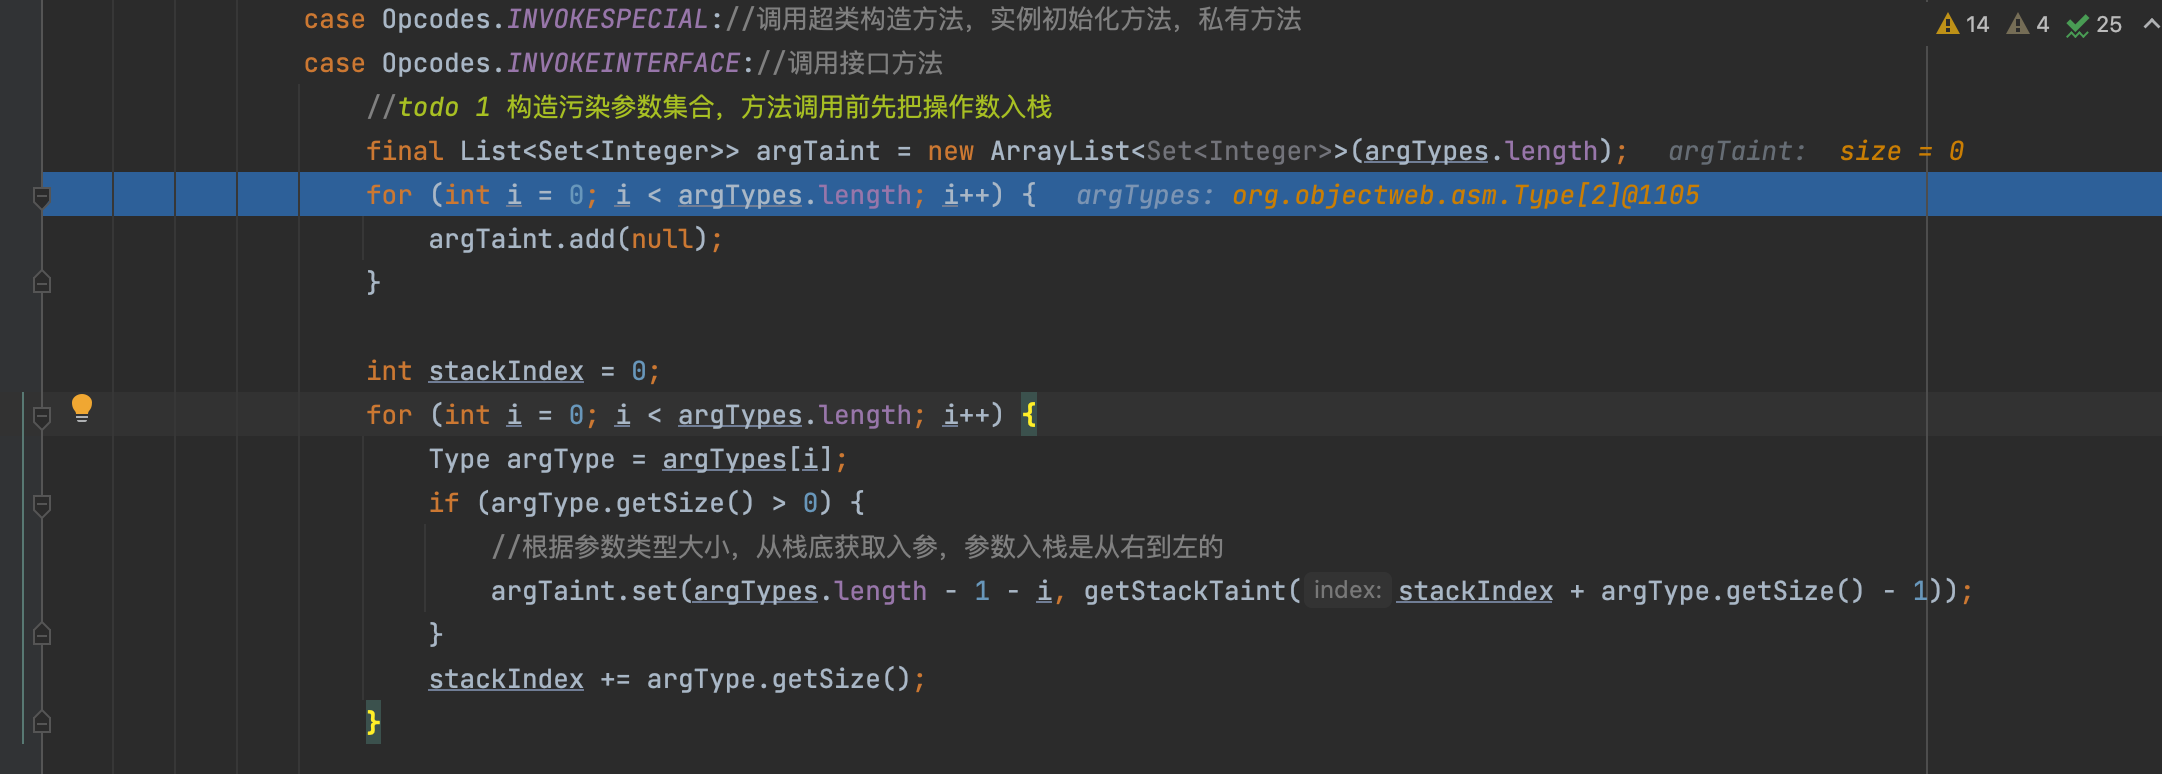 case Opcodes.INVOKESPECIAL://调用超类构造方法，实例初始化方法，私有方法
14 4 25
case Opcodes.INVOKEINTERFACE://调用接口方法
//todo 1 构造污染参数集合，方法调用前先把操作数入栈
final List<Set<Integer>> argTaint = new ArrayList<Set<Integer>>(argTypes.length); argTaint: size = 0
for (int i = 0; i < argTypes.length; i++) { argTypes: org.objectweb.asm.Type[2]@1105
argTaint.add(null);
}
int stackIndex = 0;
for (int i = 0; i < argTypes.length; i++) {
Type argType = argTypes[i];
if (argType.getSize() > 0) {
//根据参数类型大小，从栈底获取入参，参数入栈是从右到左的
argTaint.set(argTypes.length - 1 - i, getStackTaint( index: stackIndex + argType.getSize() - 1));
}
stackIndex += argType.getSize();
}